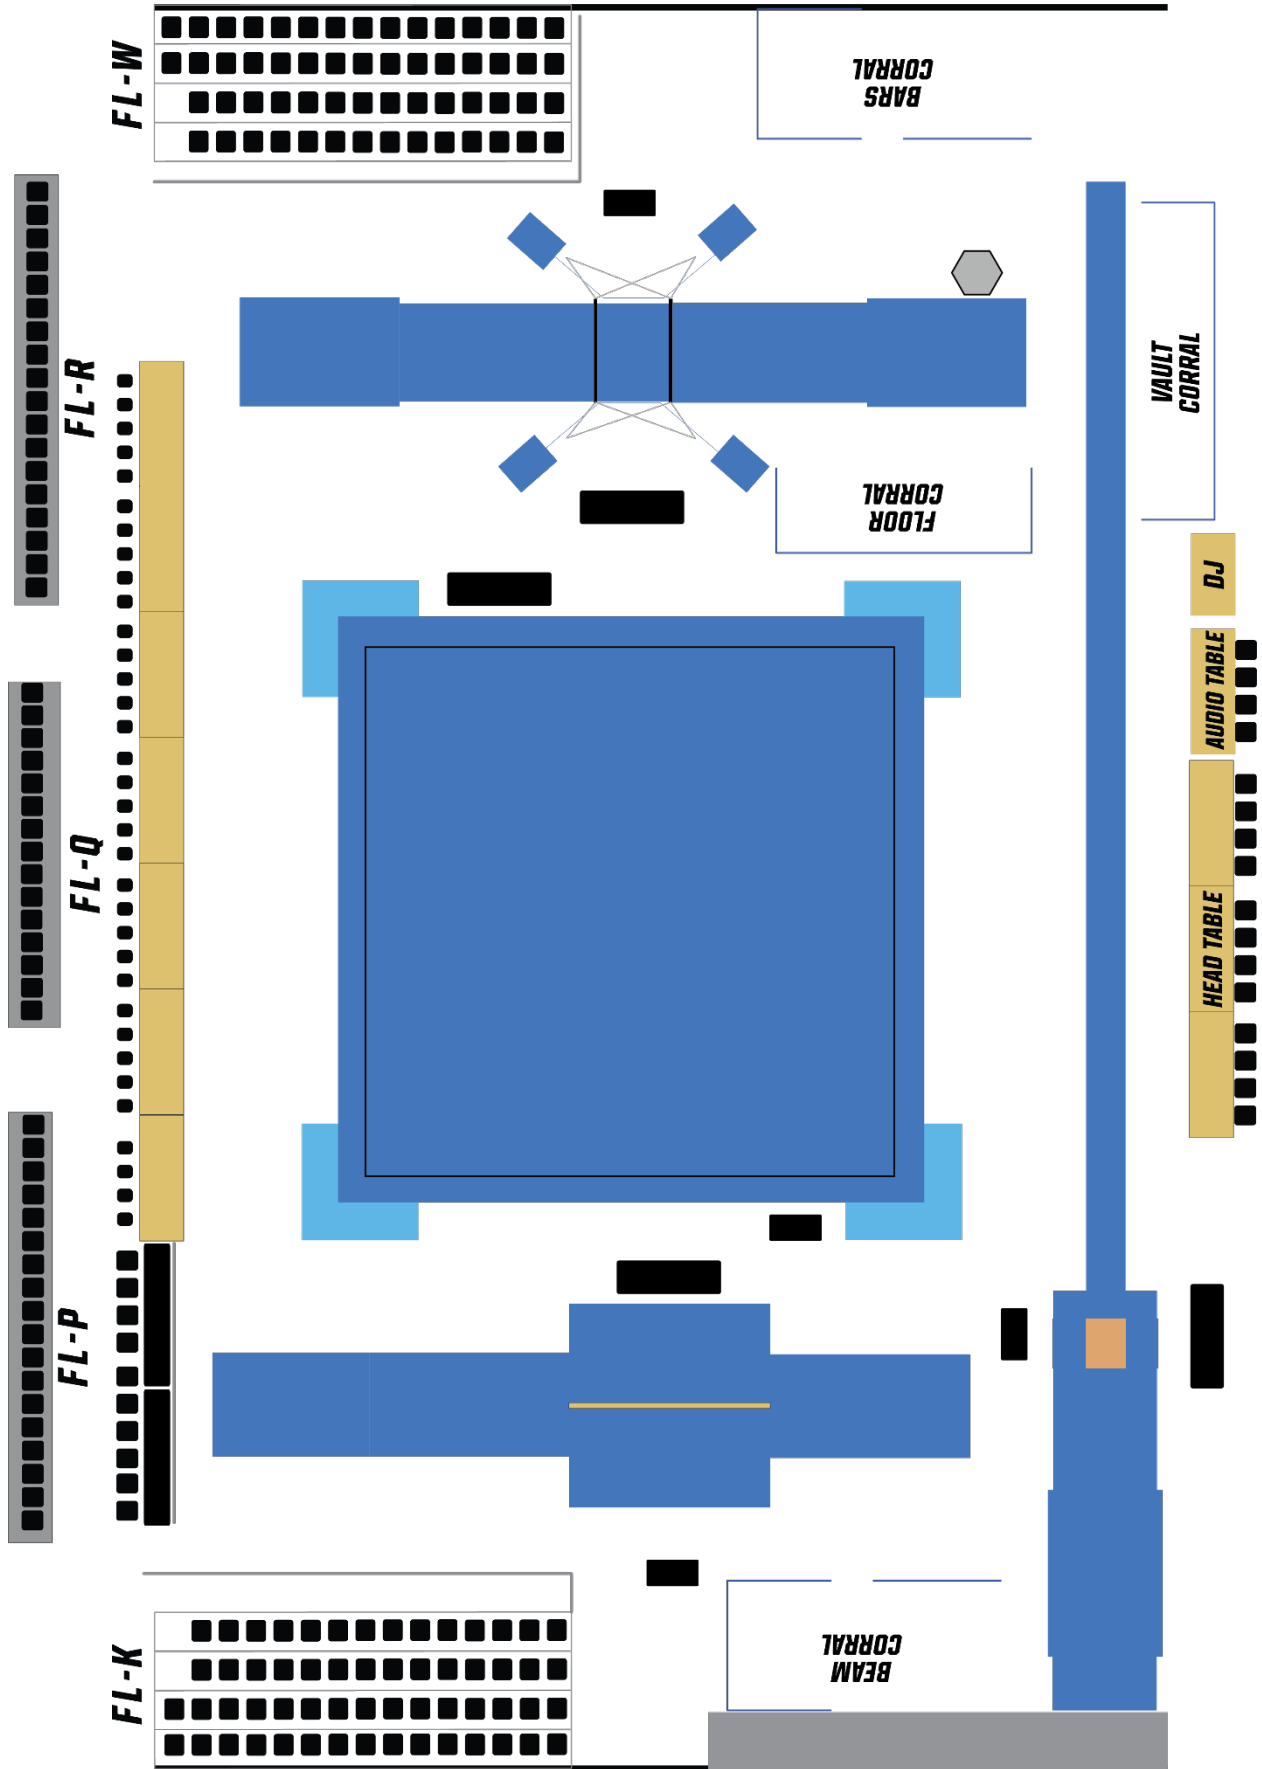 FL-W
BARS
CORRAL
FL-R
VAULT
CORRAL
FLOOR
CORRAL
DJ
AUDIO TABLE
FL-Q
HEAD TABLE
FL-P
FL-K
BEAM
CORRAL